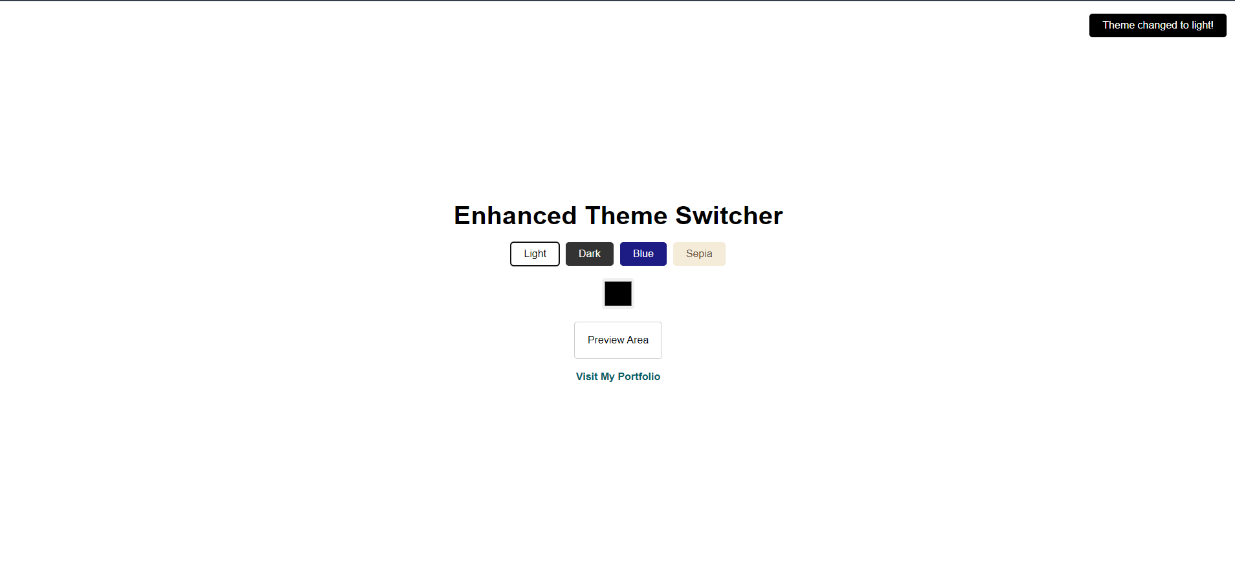 Theme changed to light!
Enhanced Theme Switcher
Light Dark Blue Sepia
Preview Area
Visit My Portfolio